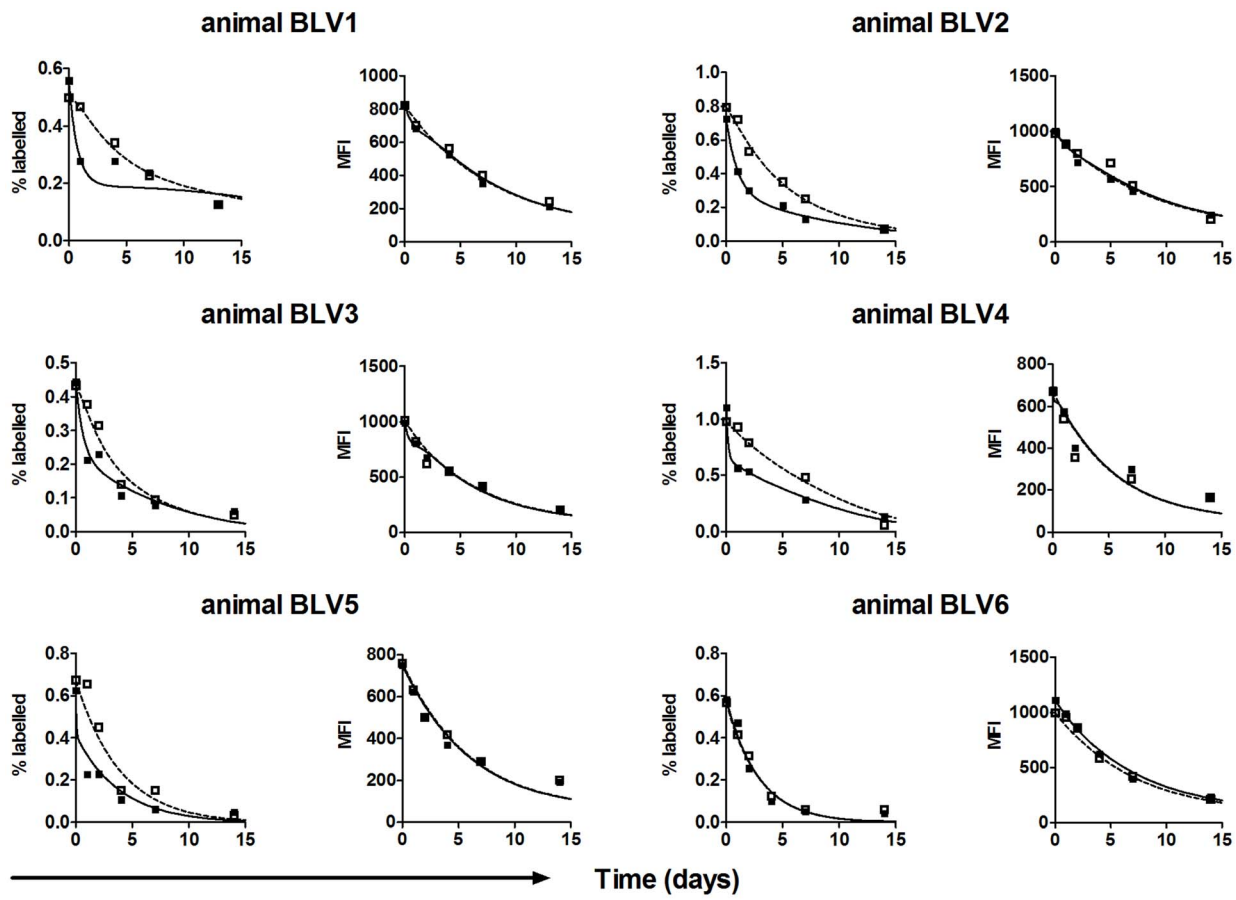 animal BLV1
animal BLV2
% labelled
0.6
0.4
0.2
0.0
0 5 10 15
MFI
1000
800
600
400
200
0
0 5 10 15
% labelled
1.0
0.8
0.6
0.4
0.2
0.0
0 5 10 15
MFI
1500
1000
500
0
0 5 10 15
animal BLV3
animal BLV4
% labelled
0.5
0.4
0.3
0.2
0.1
0.0
0 5 10 15
MFI
1500
1000
500
0
0 5 10 15
% labelled
1.5
1.0
0.5
0.0
0 5 10 15
MFI
800
600
400
200
0
0 5 10 15
animal BLV5
animal BLV6
% labelled
0.8
0.6
0.4
0.2
0.0
0 5 10 15
MFI
800
600
400
200
0
0 5 10 15
% labelled
0.8
0.6
0.4
0.2
0.0
0 5 10 15
MFI
1500
1000
500
0
0 5 10 15
Time (days)